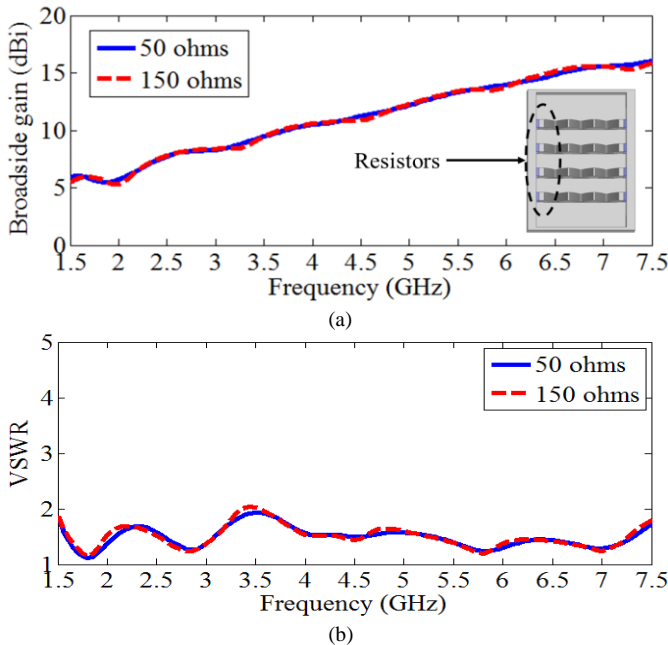 20
15
10
5
0
Broadside gain (dBi)
50 ohms
150 ohms
Resistors
1.5 2 2.5 3 3.5 4 4.5 5 5.5 6 6.5 7 7.5
Frequency (GHz)
(a)
5
4
3
2
1
VSWR
50 ohms
150 ohms
1.5 2 2.5 3 3.5 4 4.5 5 5.5 6 6.5 7 7.5
Frequency (GHz)
(b)